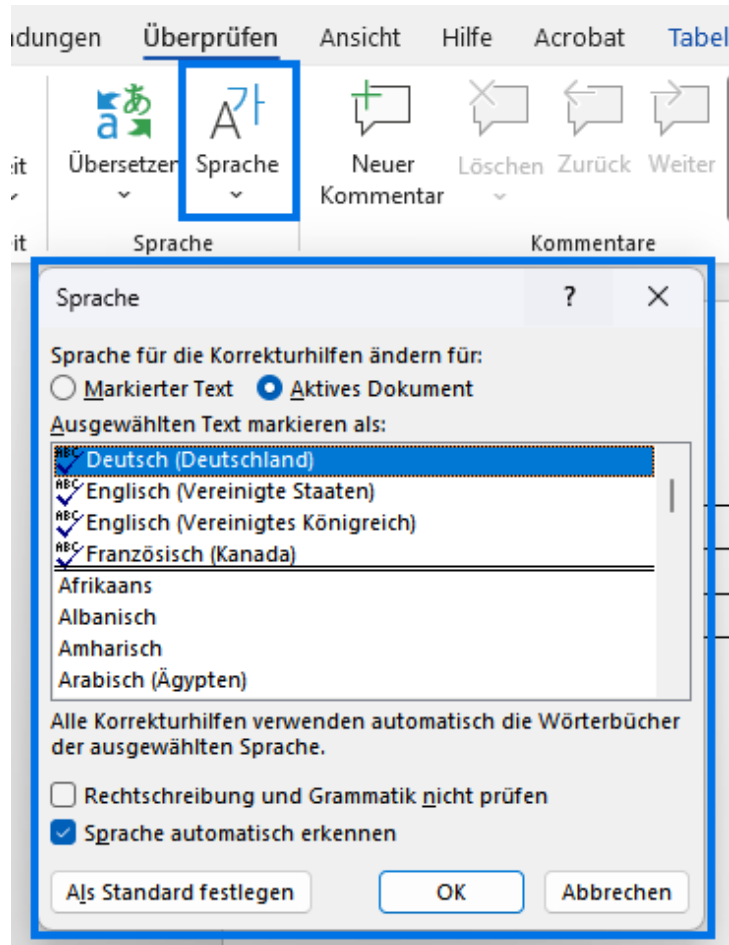 ndungen Überprüfen Ansicht Hilfe Acrobat Tabel
Übersetzen Sprache Neuer Kommentar Löschen Zurück Weiter
eit
eit Sprache Kommentare
Sprache ?
Sprache für die Korrekturhilfen ändern für:
Markierter Text Aktives Dokument
Ausgewählten Text markieren als:
Deutsch (Deutschland)
Englisch (Vereinigte Staaten)
Englisch (Vereinigtes Königreich)
Französisch (Kanada)
Afrikaans
Albanisch
Amharisch
Arabisch (Ägypten)
Alle Korrekturhilfen verwenden automatisch die Wörterbücher
der ausgewählten Sprache.
Rechtschreibung und Grammatik nicht prüfen
Sprache automatisch erkennen
Als Standard festlegen OK Abbrechen